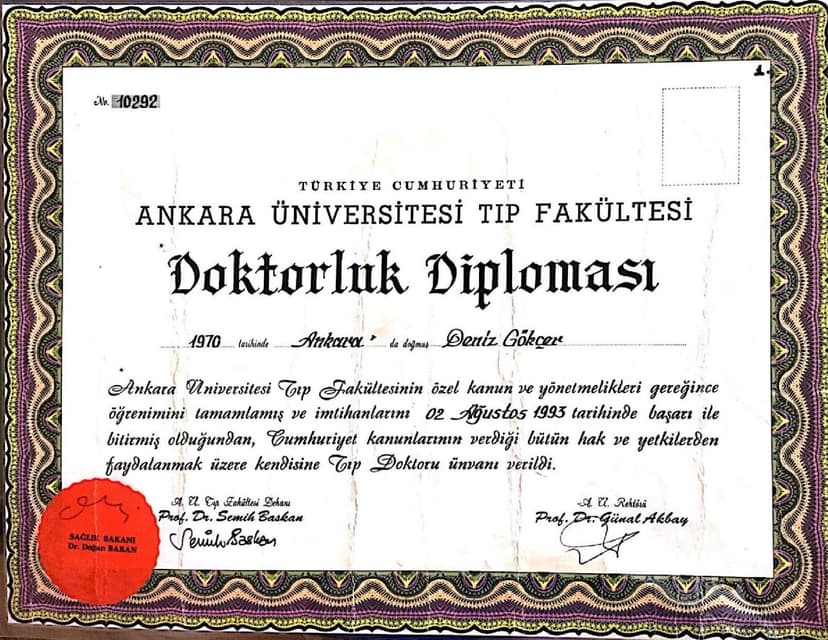 No. 10292
1.
TÜRKİYE CUMHURİYETİ
ANKARA ÜNİVERSİTESİ TIP FAKÜLTESİ
Doktorluk Diploması
1970 tarihinde Ankara' da doğmuş Deniz Gökçer
Ankara Üniversitesi Tıp Fakültesinin özel kanun ve yönetmelikleri gereğince
öğrenimini tamamlamış ve imtihanlarını 02 Ağustos 1993 tarihinde başarı ile
bitirmiş olduğundan, Cumhuriyet kanunlarının verdiği bütün hak ve yetkilerden
faydalanmak üzere kendisine Tıp Doktoru ünvanı verildi.
A. Ü. Tıp Fakültesi Dekanı
Prof. Dr. Semih Baskan
Semih Baskan
A. Ü. Rektörü
Prof. Dr. Günal Akbay
SAĞLIK BAKANI
Dr. Doğan BARAN